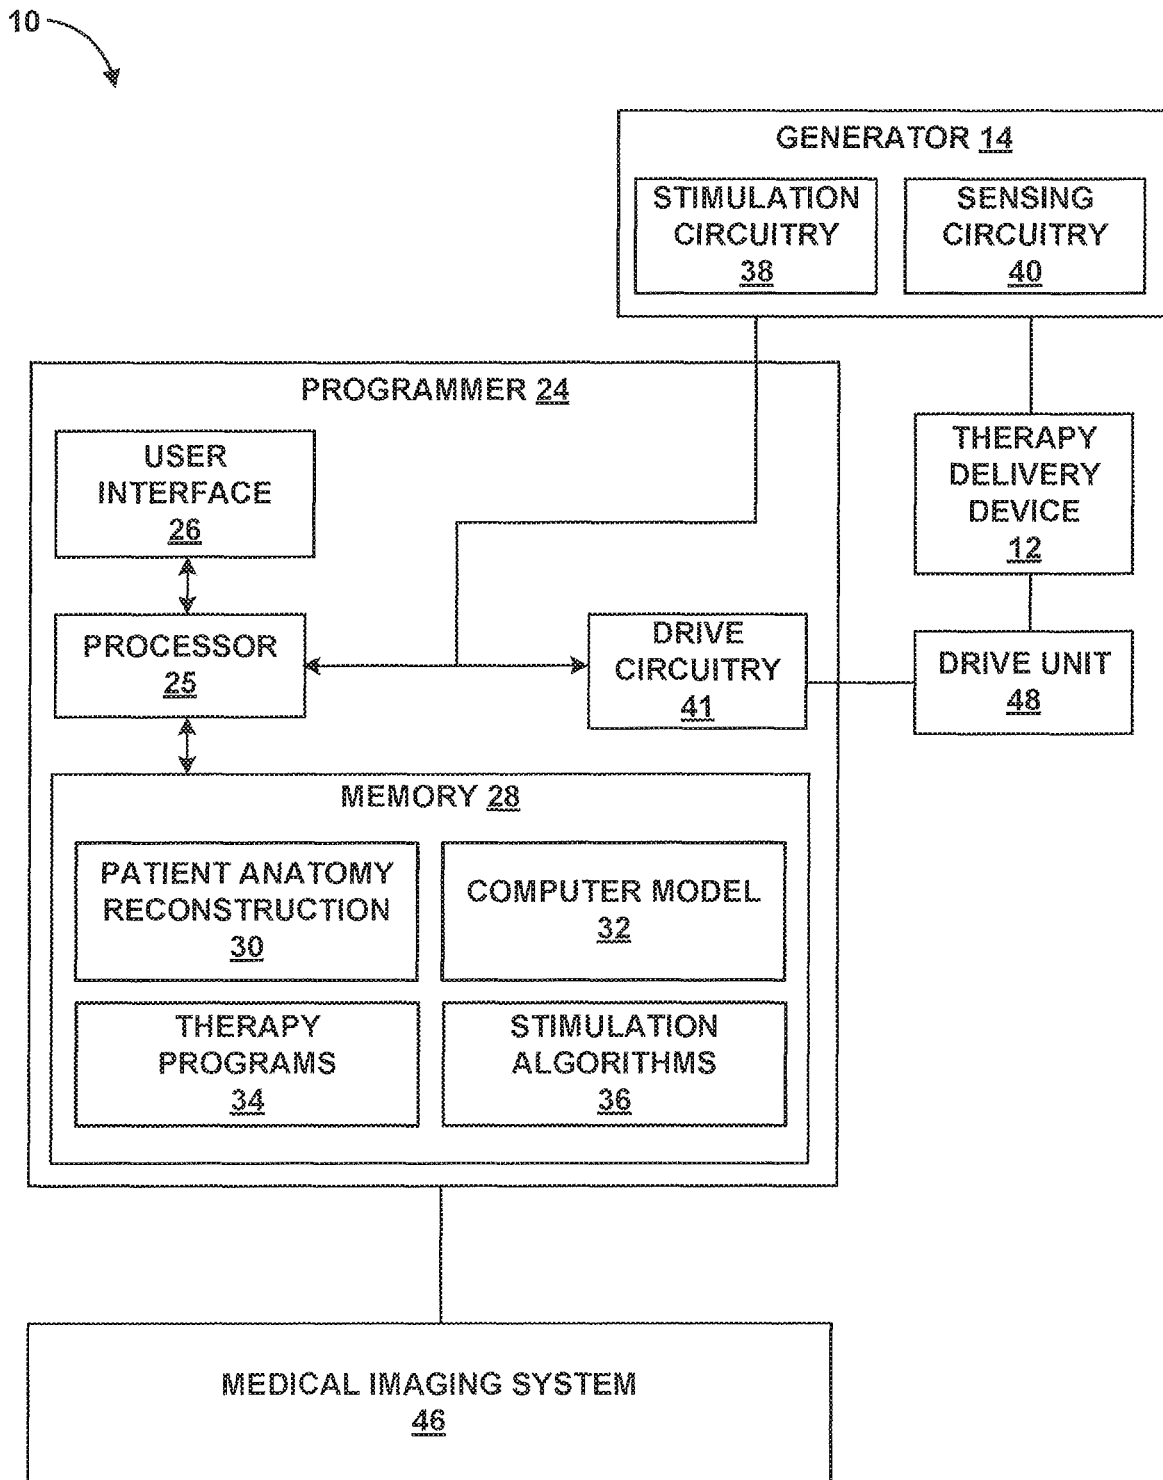 10
GENERATOR 14
STIMULATION
CIRCUITRY
38
SENSING
CIRCUITRY
40
PROGRAMMER 24
USER
INTERFACE
26
THERAPY
DELIVERY
DEVICE
12
PROCESSOR
25
DRIVE
CIRCUITRY
41
DRIVE UNIT
48
MEMORY 28
PATIENT ANATOMY
RECONSTRUCTION
30
COMPUTER MODEL
32
THERAPY
PROGRAMS
34
STIMULATION
ALGORITHMS
36
MEDICAL IMAGING SYSTEM
46